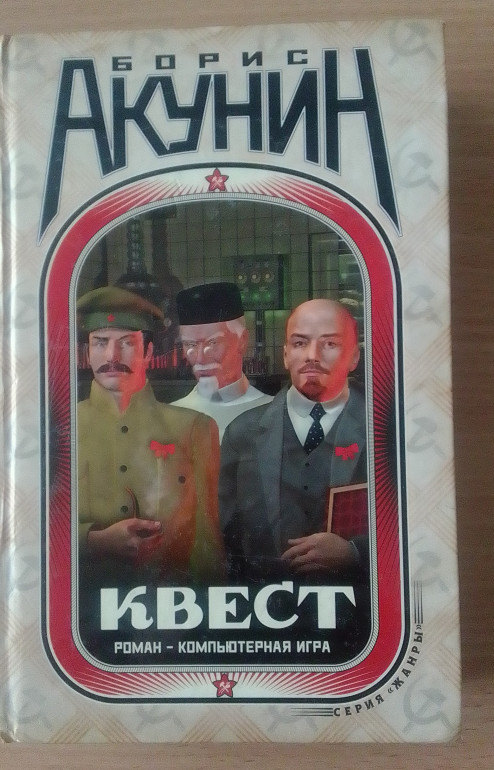 БОРИС
АКУНИН
КВЕСТ
РОМАН - КОМПЬЮТЕРНАЯ ИГРА
СЕРИЯ «ЖАНРЫ»